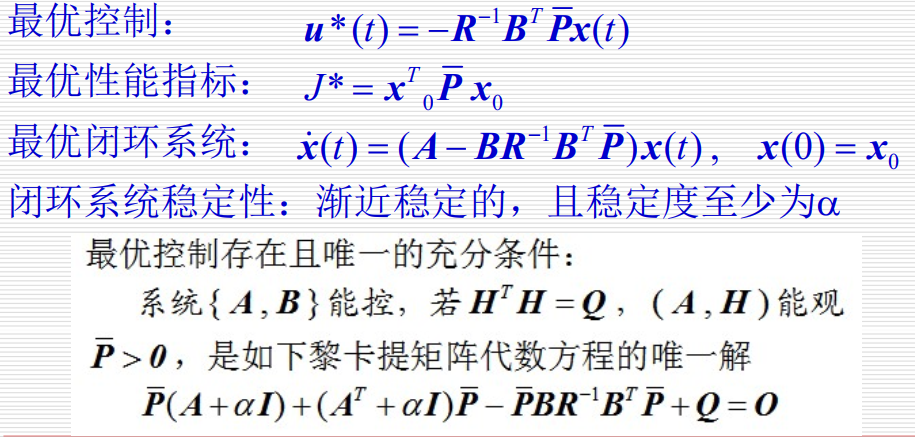 最优控制： u*(t) = −R⁻¹BᵀP̅x(t)
最优性能指标： J* = xᵀ₀P̅ x₀
最优闭环系统： ẋ(t) = (A − BR⁻¹BᵀP̅)x(t)， x(0) = x₀
闭环系统稳定性：渐近稳定的，且稳定度至少为α
最优控制存在且唯一的充分条件：
系统{A,B}能控，若HᵀH = Q，(A,H)能观
P̅ > 0，是如下黎卡提矩阵代数方程的唯一解
P̅(A+αI)+(Aᵀ+αI)P̅−P̅BR⁻¹BᵀP̅+Q=O